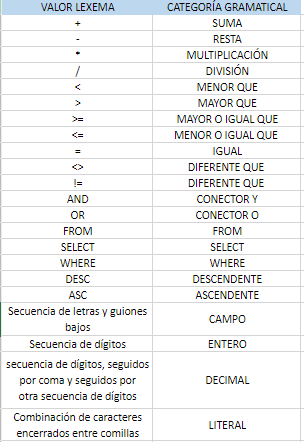 VALOR LEXEMA CATEGORÍA GRAMATICAL
+ SUMA
- RESTA
* MULTIPLICACIÓN
/ DIVISIÓN
< MENOR QUE
> MAYOR QUE
>= MAYOR O IGUAL QUE
<= MENOR O IGUAL QUE
= IGUAL
<> DIFERENTE QUE
!= DIFERENTE QUE
AND CONECTOR Y
OR CONECTOR O
FROM FROM
SELECT SELECT
WHERE WHERE
DESC DESCENDENTE
ASC ASCENDENTE
Secuencia de letras y guiones
bajos CAMPO
Secuencia de dígitos ENTERO
secuencia de dígitos, seguidos
por coma y seguidos por
otra secuencia de dígitos DECIMAL
Combinación de caracteres
encerrados entre comillas LITERAL